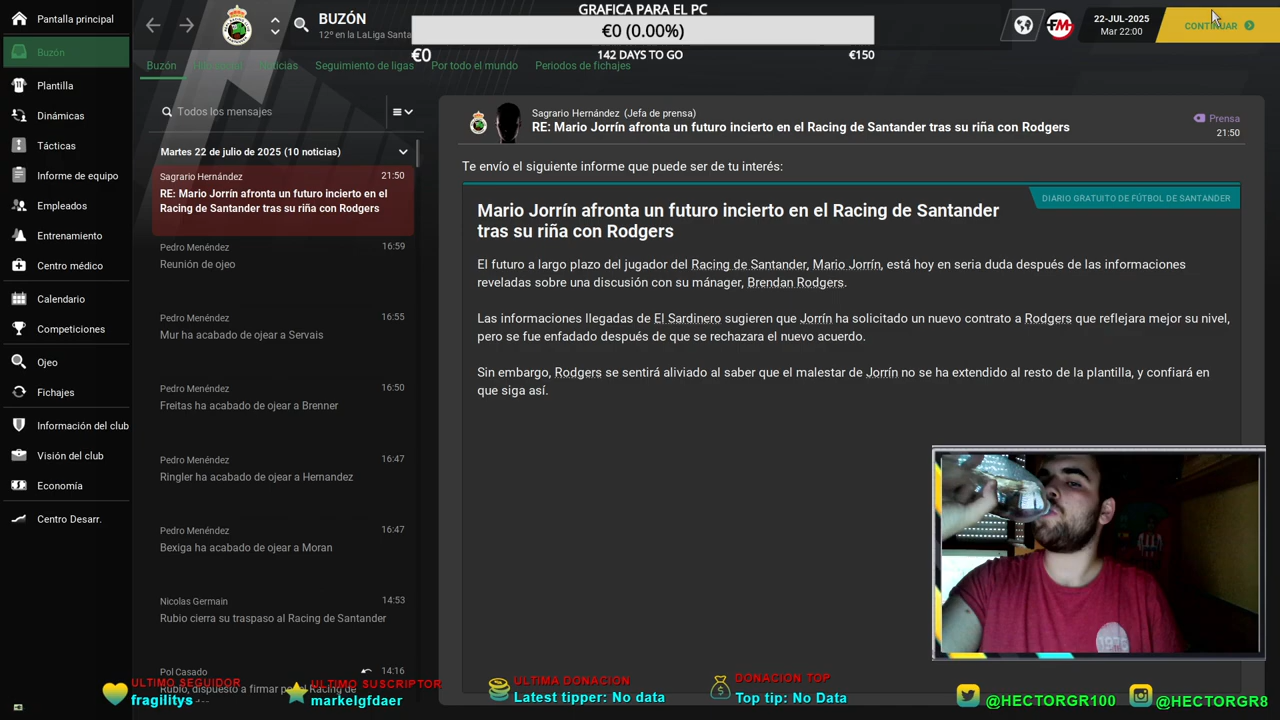 Pantalla principal
Buzón
Plantilla
Dinámicas
Tácticas
Informe de equipo
Empleados
Entrenamiento
Centro médico
Calendario
Competiciones
Ojeo
Fichajes
Información del club
Visión del club
Economía
Centro Desarr.
BUZÓN
12º en la LaLiga Santa
GRAFICA PARA EL PC
€0 (0.00%)
€0
142 DAYS TO GO
€150
FM
22-JUL-2025
Mar 22:00
CONTINUAR
Buzón
Noticias
Seguimiento de ligas
Por todo el mundo
Periodos de fichajes
Todos los mensajes
Martes 22 de julio de 2025 (10 noticias)
Sagrario Hernández 21:50
RE: Mario Jorrín afronta un futuro incierto en el
Racing de Santander tras su riña con Rodgers
Pedro Menéndez 16:59
Reunión de ojeo
Pedro Menéndez 16:55
Mur ha acabado de ojear a Servais
Pedro Menéndez 16:50
Freitas ha acabado de ojear a Brenner
Pedro Menéndez 16:47
Ringler ha acabado de ojear a Hernandez
Pedro Menéndez 16:47
Bexiga ha acabado de ojear a Moran
Nicolas Germain 14:53
Rubio cierra su traspaso al Racing de Santander
Pol Casado 14:16
Rubio, dispuesto a firmar por el Racing de
Sagrario Hernández (Jefa de prensa)
RE: Mario Jorrín afronta un futuro incierto en el Racing de Santander tras su riña con Rodgers
Prensa
21:50
Te envío el siguiente informe que puede ser de tu interés:
DIARIO GRATUITO DE FÚTBOL DE SANTANDER
Mario Jorrín afronta un futuro incierto en el Racing de Santander
tras su riña con Rodgers
El futuro a largo plazo del jugador del Racing de Santander, Mario Jorrín, está hoy en seria duda después de las informaciones
reveladas sobre una discusión con su mánager, Brendan Rodgers.
Las informaciones llegadas de El Sardinero sugieren que Jorrín ha solicitado un nuevo contrato a Rodgers que reflejara mejor su nivel,
pero se fue enfadado después de que se rechazara el nuevo acuerdo.
Sin embargo, Rodgers se sentirá aliviado al saber que el malestar de Jorrín no se ha extendido al resto de la plantilla, y confiará en
que siga así.
ULTIMO SEGUIDOR
fragilitys
ULTIMO SUSCRIPTOR
markelgfdaer
ULTIMA DONACION
Latest tipper: No data
DONACION TOP
Top tip: No Data
@HECTORGR100
@HECTORGR8